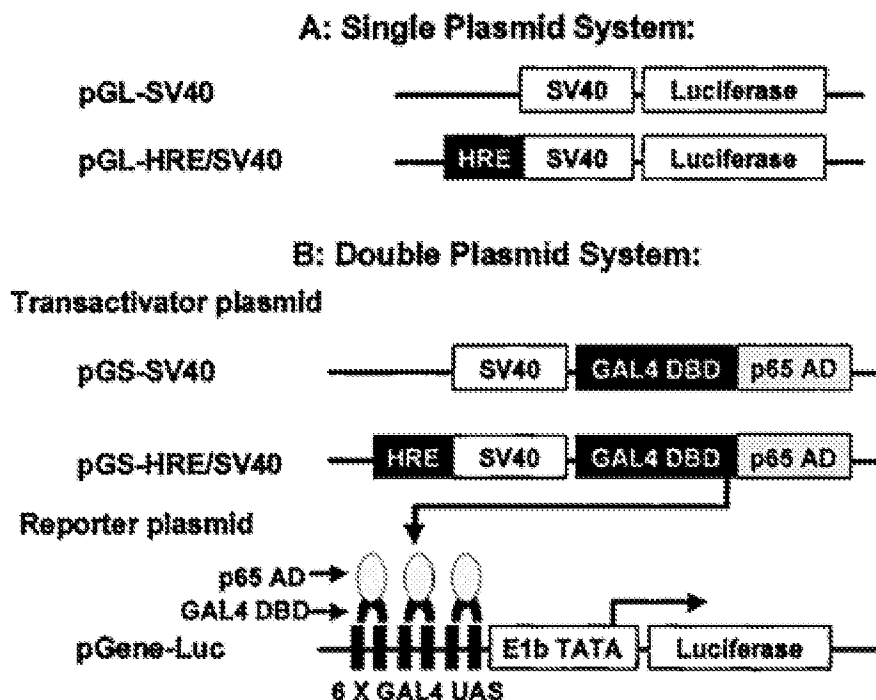 A: Single Plasmid System:
pGL-SV40
SV40 Luciferase
pGL-HRE/SV40
HRE SV40 Luciferase
B: Double Plasmid System:
Transactivator plasmid
pGS-SV40
SV40 GAL4 DBD p65 AD
pGS-HRE/SV40
HRE SV40 GAL4 DBD p65 AD
Reporter plasmid
p65 AD
GAL4 DBD
pGene-Luc
E1b TATA Luciferase
6 X GAL4 UAS